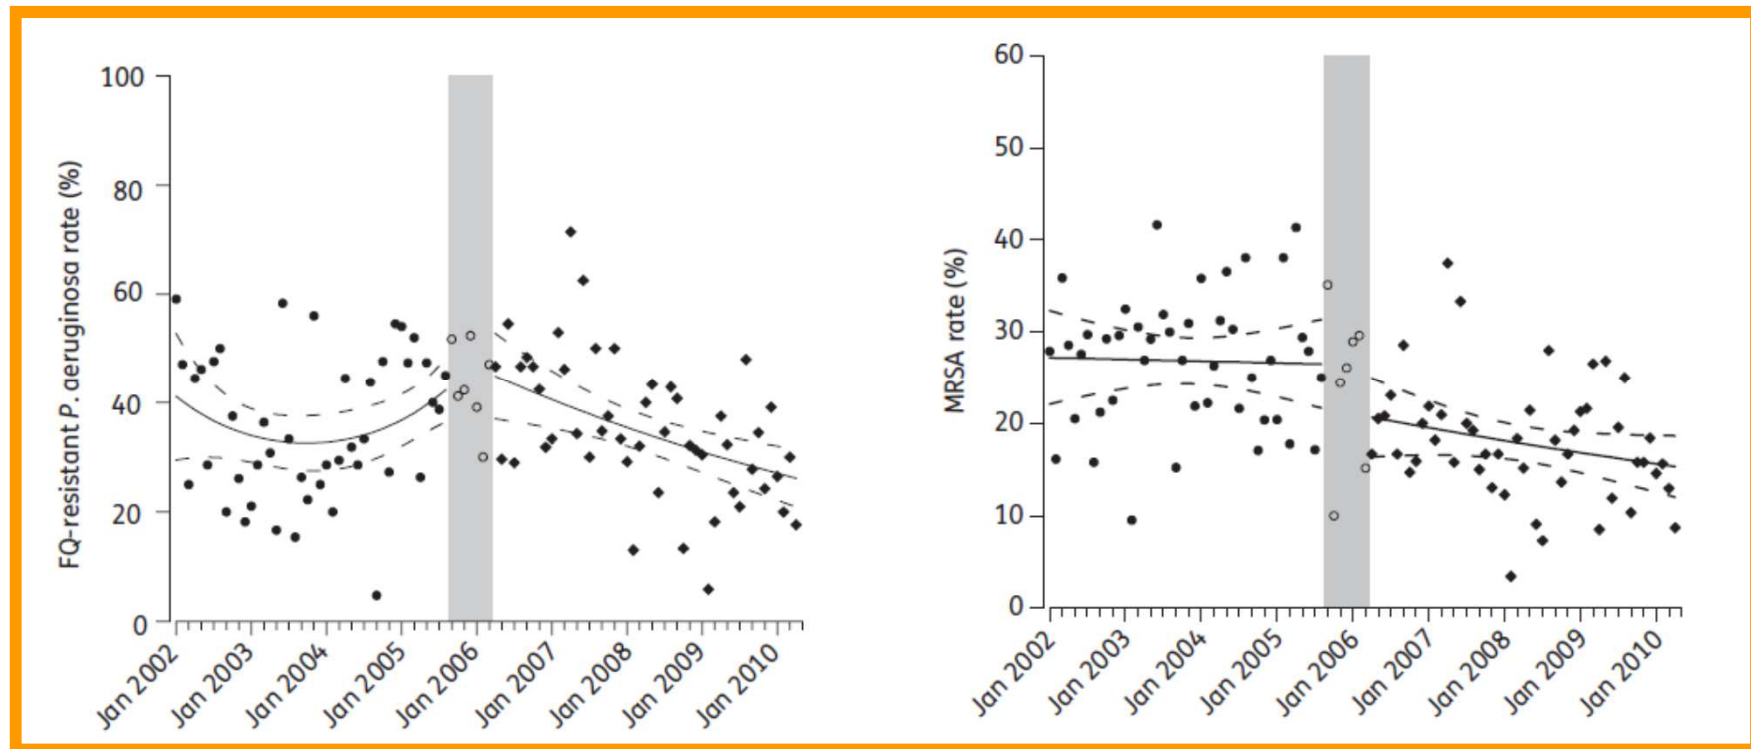 FQ-resistant P. aeruginosa rate (%)
100
80
60
40
20
0
Jan 2002
Jan 2003
Jan 2004
Jan 2005
Jan 2006
Jan 2007
Jan 2008
Jan 2009
Jan 2010
MRSA rate (%)
60
50
40
30
20
10
0
Jan 2002
Jan 2003
Jan 2004
Jan 2005
Jan 2006
Jan 2007
Jan 2008
Jan 2009
Jan 2010